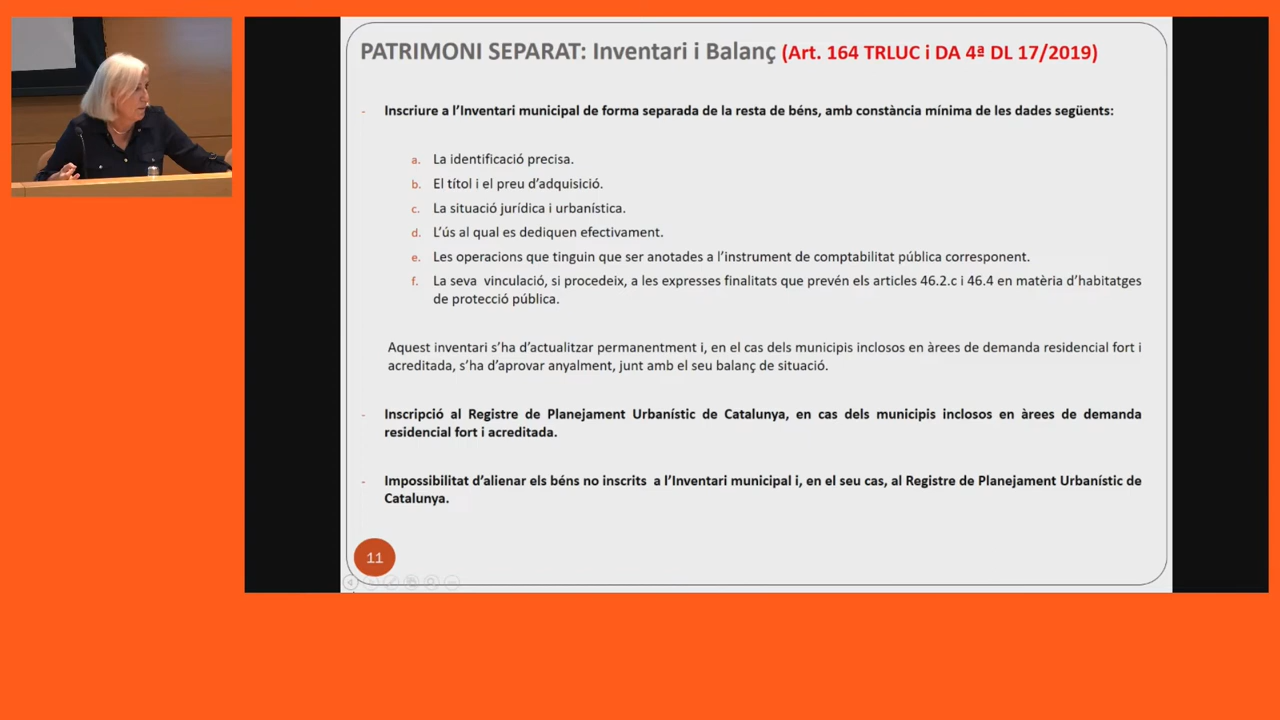 PATRIMONI SEPARAT: Inventari i Balanç (Art. 164 TRLUC i DA 4ª DL 17/2019)
- Inscriure a l’Inventari municipal de forma separada de la resta de béns, amb constància mínima de les dades següents:
a. La identificació precisa.
b. El títol i el preu d’adquisició.
c. La situació jurídica i urbanística.
d. L’ús al qual es dediquen efectivament.
e. Les operacions que tinguin que ser anotades a l’instrument de comptabilitat pública corresponent.
f. La seva vinculació, si procedeix, a les expresses finalitats que prevén els articles 46.2.c i 46.4 en matèria d’habitatges
de protecció pública.
Aquest inventari s’ha d’actualitzar permanentment i, en el cas dels municipis inclosos en àrees de demanda residencial fort i
acreditada, s’ha d’aprovar anyalment, junt amb el seu balanç de situació.
- Inscripció al Registre de Planejament Urbanístic de Catalunya, en cas dels municipis inclosos en àrees de demanda
residencial fort i acreditada.
- Impossibilitat d’alienar els béns no inscrits a l’Inventari municipal i, en el seu cas, al Registre de Planejament Urbanístic de
Catalunya.
11